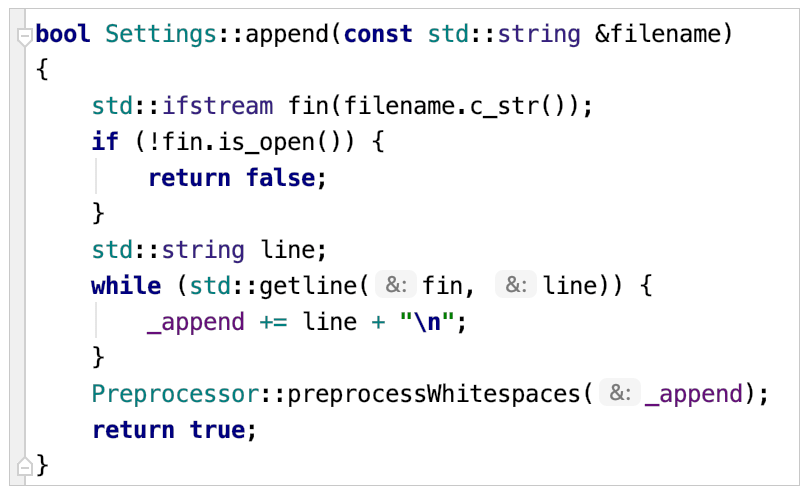 bool Settings::append(const std::string &filename)
{
    std::ifstream fin(filename.c_str());
    if (!fin.is_open()) {
        return false;
    }
    std::string line;
    while (std::getline( &: fin, &: line)) {
        _append += line + "\n";
    }
    Preprocessor::preprocessWhitespaces( &: _append);
    return true;
}